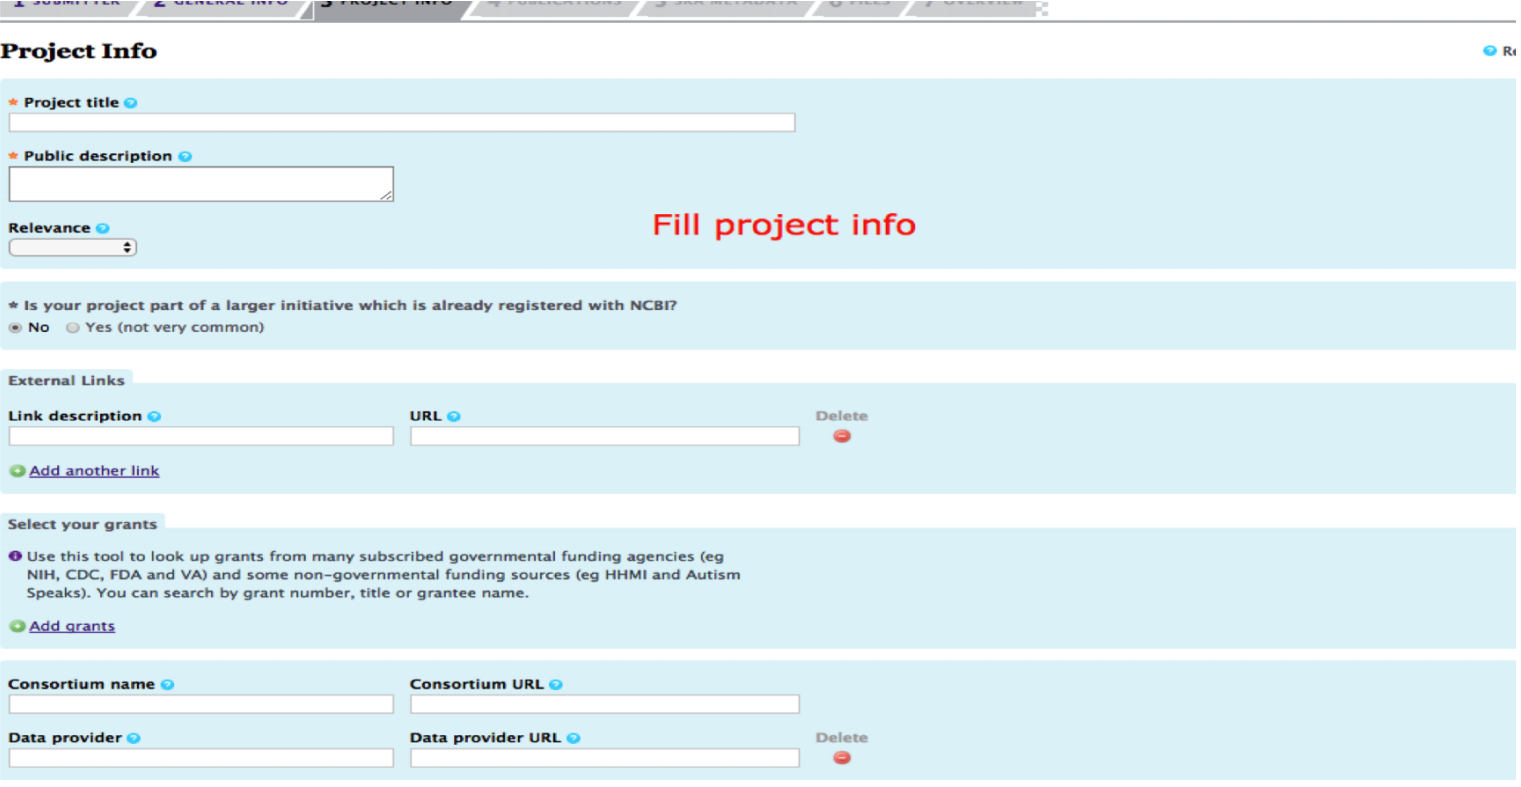 1 SUBMITTER 2 GENERAL INFO 3 PROJECT INFO 4 PUBLICATIONS 5 SRA METADATA 6 FILES 7 OVERVIEW
Project Info
? Re
* Project title ?
* Public description ?
Fill project info
Relevance ?
* Is your project part of a larger initiative which is already registered with NCBI?
No Yes (not very common)
External Links
Link description ? URL ? Delete
Add another link
Select your grants
Use this tool to look up grants from many subscribed governmental funding agencies (eg
NIH, CDC, FDA and VA) and some non-governmental funding sources (eg HHMI and Autism
Speaks). You can search by grant number, title or grantee name.
Add grants
Consortium name ? Consortium URL ?
Data provider ? Data provider URL ? Delete